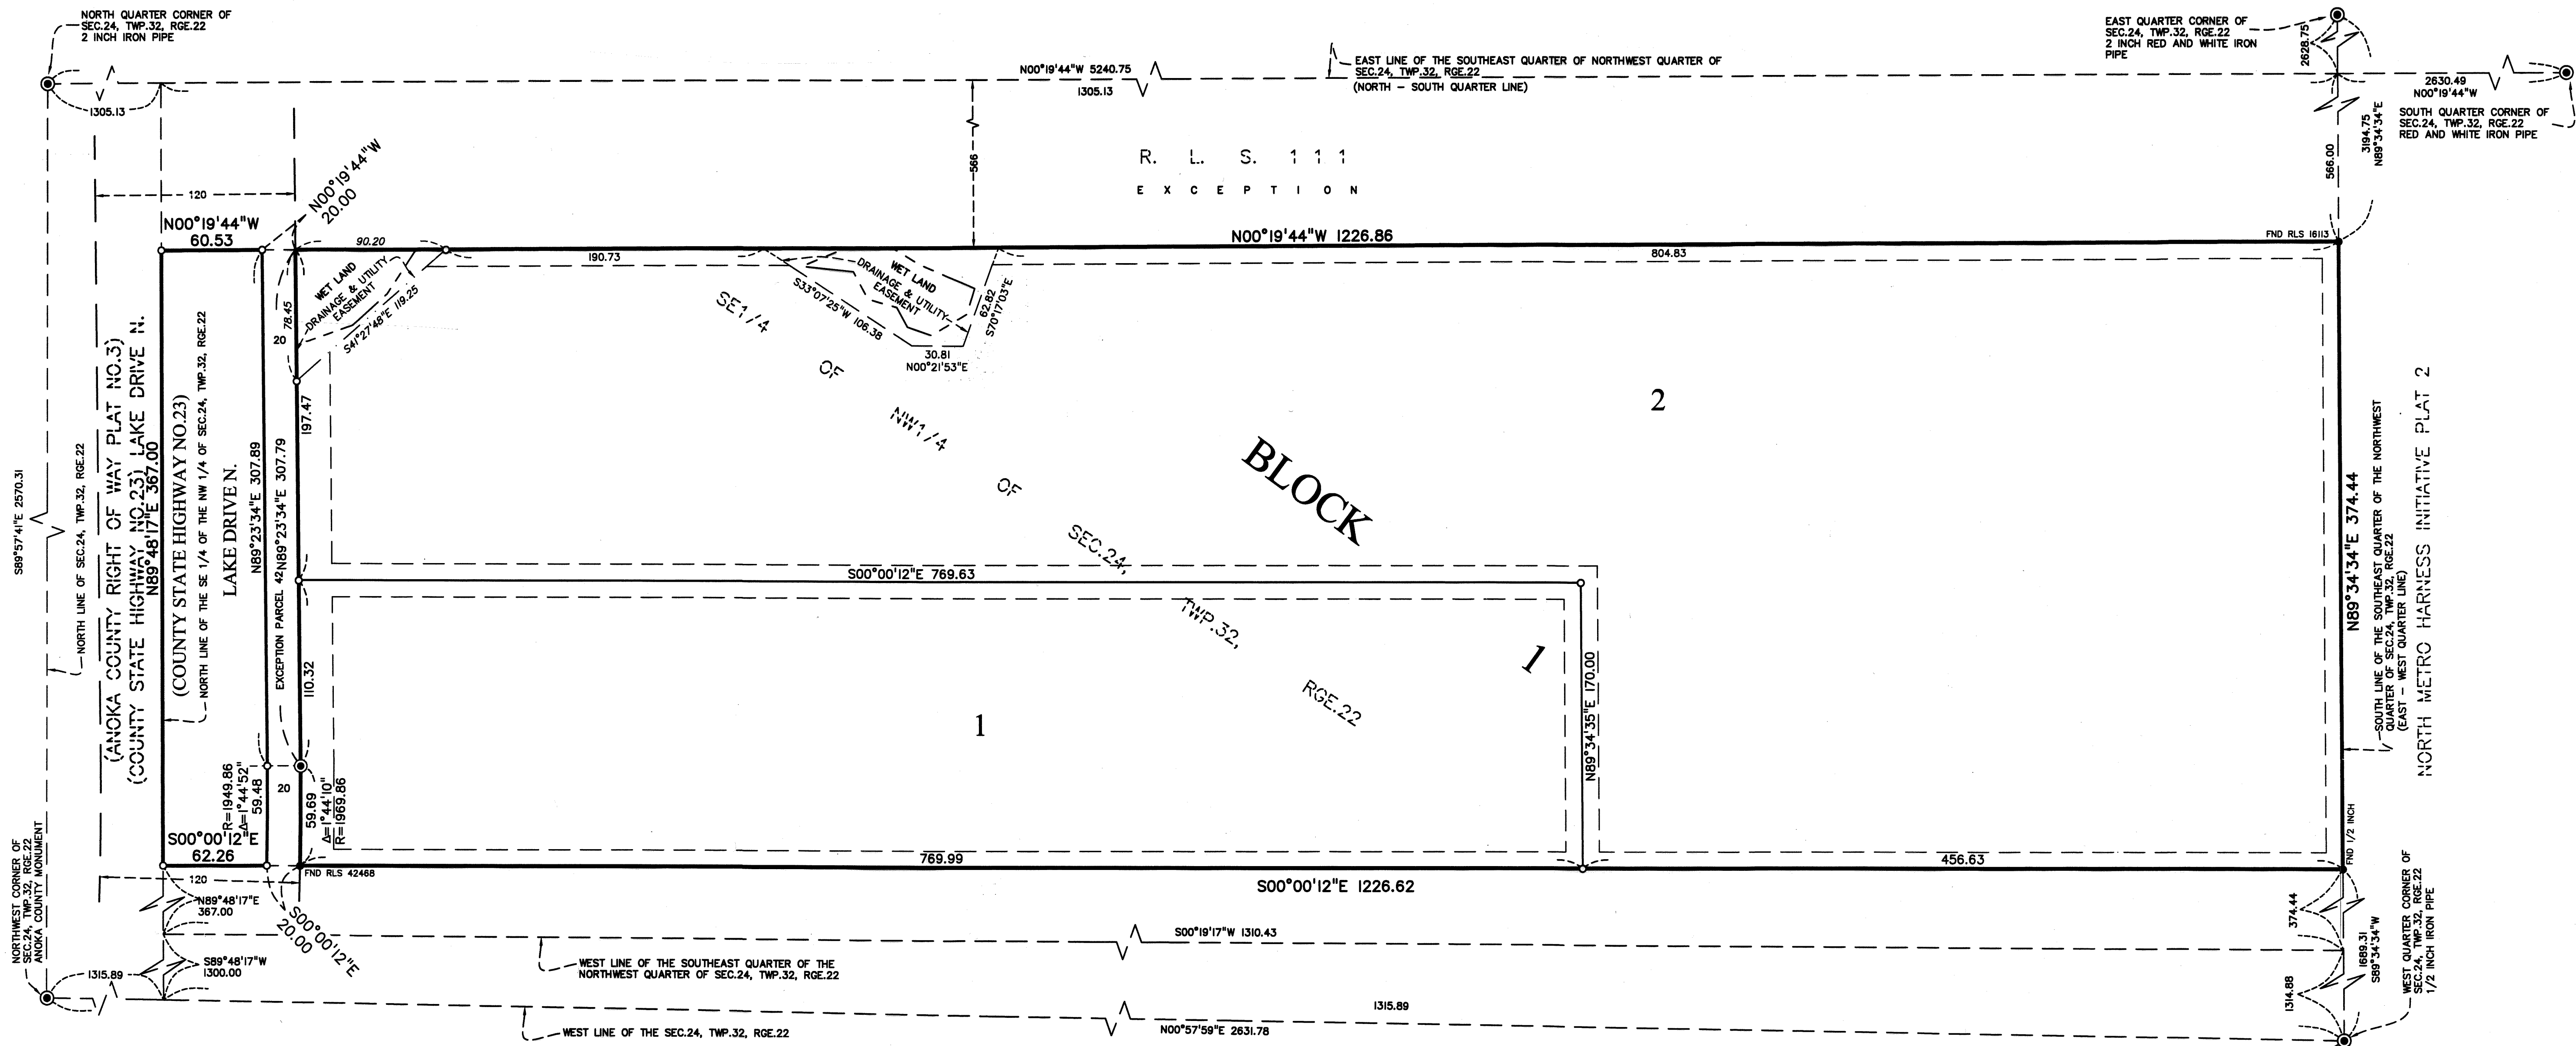 NORTH QUARTER CORNER OF
SEC.24, TWP.32, RGE.22
2 INCH IRON PIPE
1305.13
N00°19'44"W 5240.75
1305.13
EAST LINE OF THE SOUTHEAST QUARTER OF NORTHWEST QUARTER OF
SEC.24, TWP.32, RGE.22
(NORTH - SOUTH QUARTER LINE)
EAST QUARTER CORNER OF
SEC.24, TWP.32, RGE.22
2 INCH RED AND WHITE IRON
PIPE
2628.75
2630.49
N00°19'44"W
SOUTH QUARTER CORNER OF
SEC.24, TWP.32, RGE.22
RED AND WHITE IRON PIPE
3194.75
N89°34'34"E
566.00
566
R. L. S. 111
EXCEPTION
120
N00°19'44"W
20.00
N00°19'44"W
60.53
90.20
N00°19'44"W 1226.86
FND RLS 16113
190.73
804.83
WET LAND
DRAINAGE & UTILITY
EASEMENT
S41°27'48"E 119.25
78.45
20
WET LAND
DRAINAGE & UTILITY
EASEMENT
S33°07'25"W 106.38
62.82
S70°17'03"E
30.81
N00°21'53"E
SE1/4
OF
NW1/4
OF
SEC.24,
TWP.32,
RGE.22
2
BLOCK
1
1
S89°57'41"E 2570.31
NORTH LINE OF SEC.24, TWP.32, RGE.22
(ANOKA COUNTY RIGHT OF WAY PLAT NO.3)
(COUNTY STATE HIGHWAY NO.23) LAKE DRIVE N.
N89°48'17"E 367.00
(COUNTY STATE HIGHWAY NO.23)
NORTH LINE OF THE SE 1/4 OF THE NW 1/4 OF SEC.24, TWP.32, RGE.22
LAKE DRIVE N.
N89°23'34"E 307.89
EXCEPTION PARCEL 42
N89°23'34"E 307.79
197.47
110.32
S00°00'12"E 769.63
N89°34'35"E 170.00
N89°34'34"E 374.44
SOUTH LINE OF THE SOUTHEAST QUARTER OF THE NORTHWEST
QUARTER OF SEC.24, TWP.32, RGE.22
(EAST - WEST QUARTER LINE)
NORTH METRO HARNESS INITIATIVE PLAT 2
R=1949.86
Δ=1°44'52"
59.48
20
59.69
Δ=1°44'10"
R=1969.86
S00°00'12"E
62.26
FND RLS 42468
769.99
456.63
FND 1/2 INCH
S00°00'12"E 1226.62
120
N89°48'17"E
367.00
S00°00'12"E
20.00
NORTHWEST CORNER OF
SEC.24, TWP.32, RGE.22
ANOKA COUNTY MONUMENT
1315.89
S89°48'17"W
1300.00
S00°19'17"W 1310.43
WEST LINE OF THE SOUTHEAST QUARTER OF THE
NORTHWEST QUARTER OF SEC.24, TWP.32, RGE.22
374.44
1689.31
S89°34'34"W
1314.88
WEST QUARTER CORNER OF
SEC.24, TWP.32, RGE.22
1/2 INCH IRON PIPE
1315.89
WEST LINE OF THE SEC.24, TWP.32, RGE.22
N00°57'59"E 2631.78